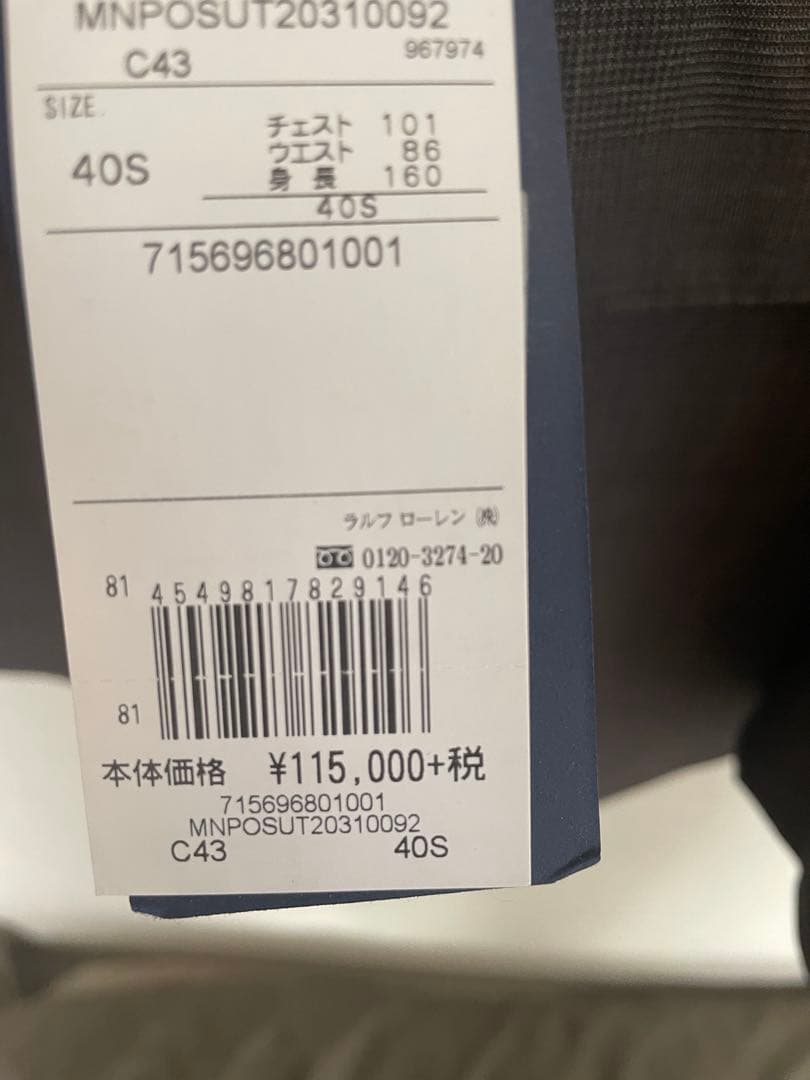 MNPOSUT20310092
C43 967974
SIZE
チェスト 101
ウエスト 86
40S
身長 160
40S
715696801001
ラルフ ローレン ㈱
0120-3274-20
81 4549817829146
81
本体価格 ¥115,000+税
715696801001
MNPOSUT20310092
C43 40S